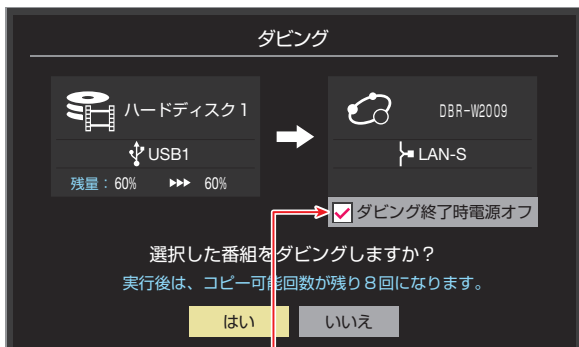 ダビング
ハードディスク1
USB1
残量：60% ▶▶▶ 60%
DBR-W2009
LAN-S
ダビング終了時電源オフ
選択した番組をダビングしますか？
実行後は、コピー可能回数が残り８回になります。
はい いいえ